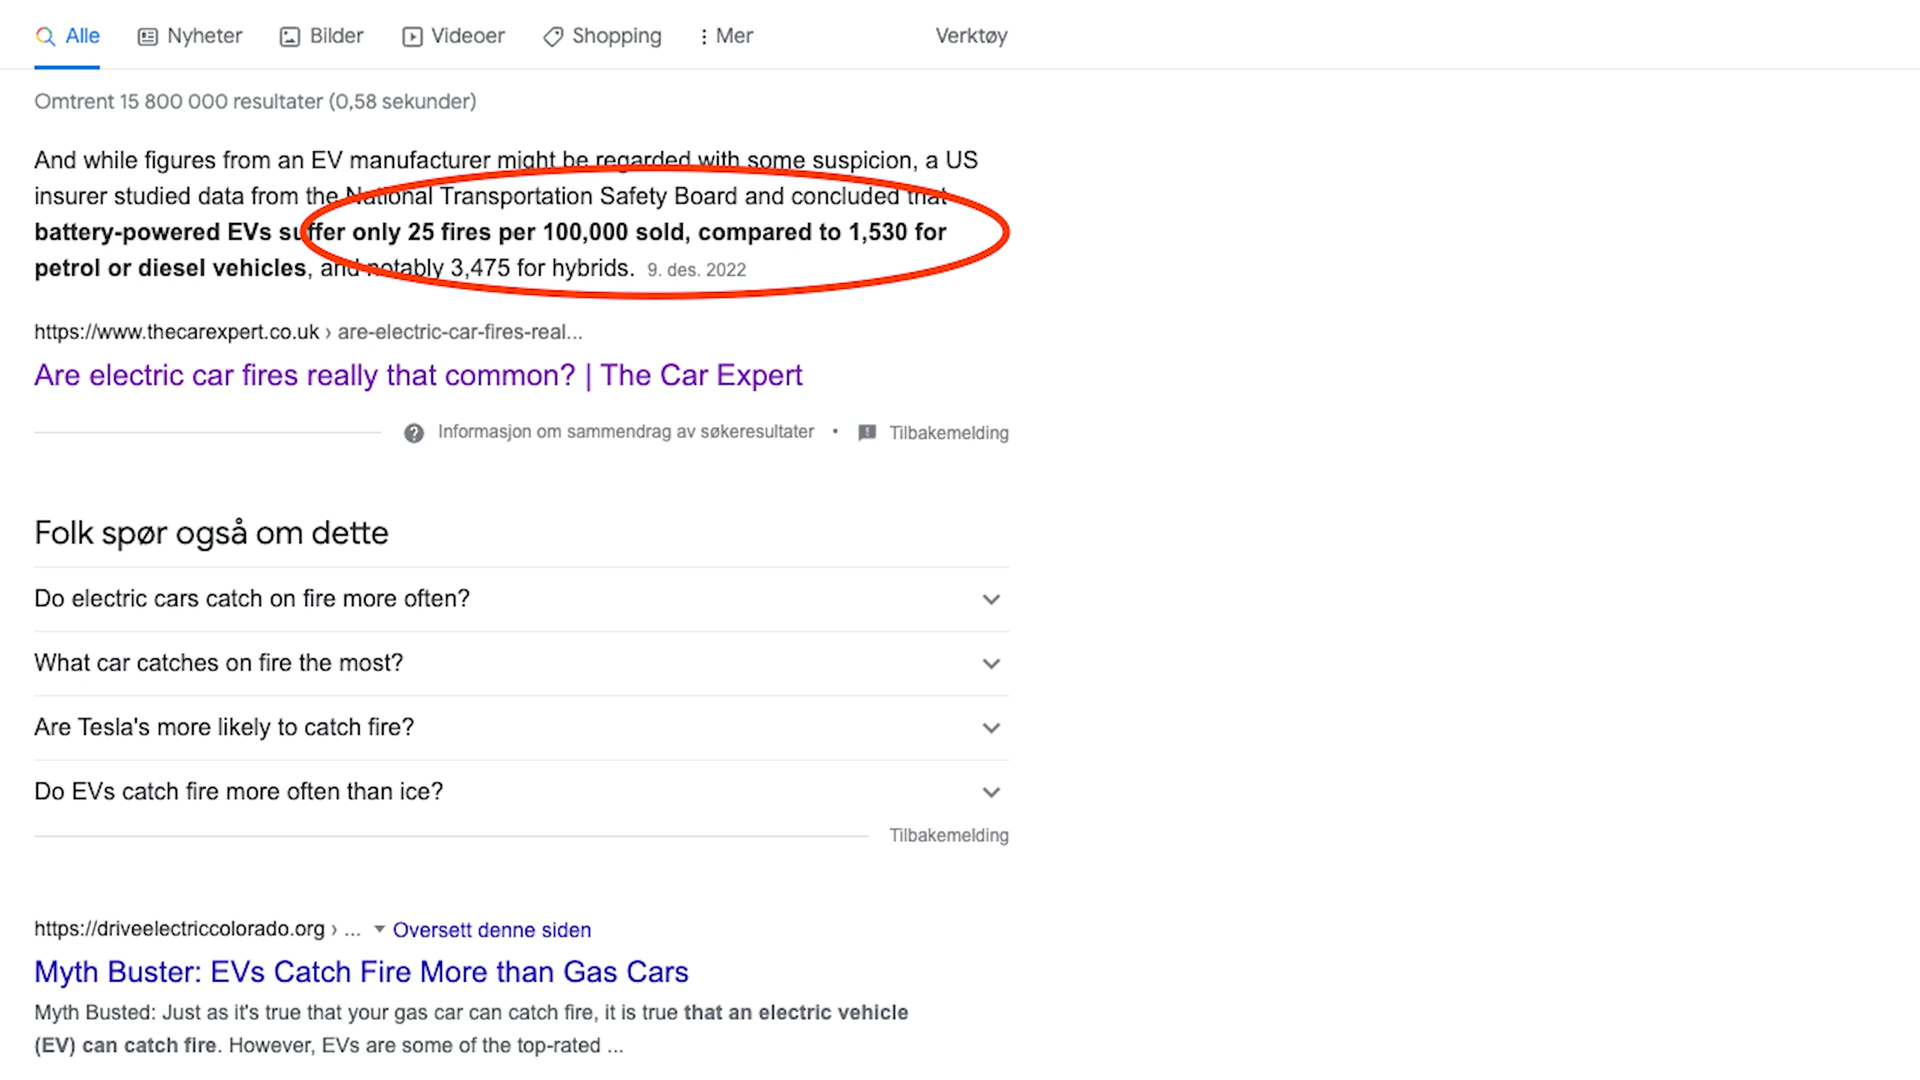 Alle Nyheter Bilder Videoer Shopping Mer Verktøy
Omtrent 15 800 000 resultater (0,58 sekunder)
And while figures from an EV manufacturer might be regarded with some suspicion, a US
insurer studied data from the National Transportation Safety Board and concluded that
battery-powered EVs suffer only 25 fires per 100,000 sold, compared to 1,530 for
petrol or diesel vehicles, and notably 3,475 for hybrids. 9. des. 2022
https://www.thecarexpert.co.uk › are-electric-car-fires-real...
Are electric car fires really that common? | The Car Expert
Informasjon om sammendrag av søkeresultater • Tilbakemelding
Folk spør også om dette
Do electric cars catch on fire more often?
What car catches on fire the most?
Are Tesla's more likely to catch fire?
Do EVs catch fire more often than ice?
Tilbakemelding
https://driveelectriccolorado.org › ... Oversett denne siden
Myth Buster: EVs Catch Fire More than Gas Cars
Myth Busted: Just as it's true that your gas car can catch fire, it is true that an electric vehicle
(EV) can catch fire. However, EVs are some of the top-rated ...